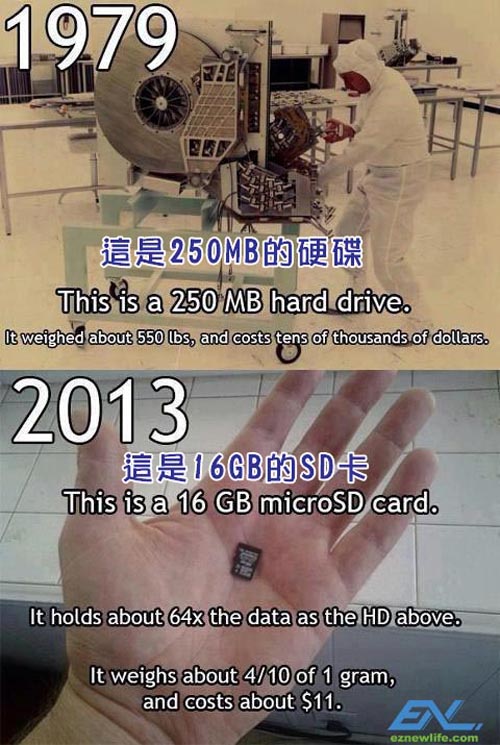 1979
這是250MB的硬碟
This is a 250 MB hard drive.
It weighed about 550 lbs, and costs tens of thousands of dollars.
2013
這是16GB的SD卡
This is a 16 GB microSD card.
It holds about 64x the data as the HD above.
It weighs about 4/10 of 1 gram,
and costs about $11.
EZNL
eznewlife.com